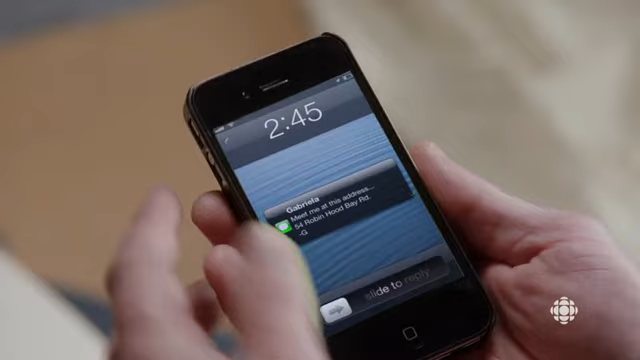 2:45
Gabriela
Meet me at this address...
54 Robin Hood Bay Rd.
-G
slide to reply